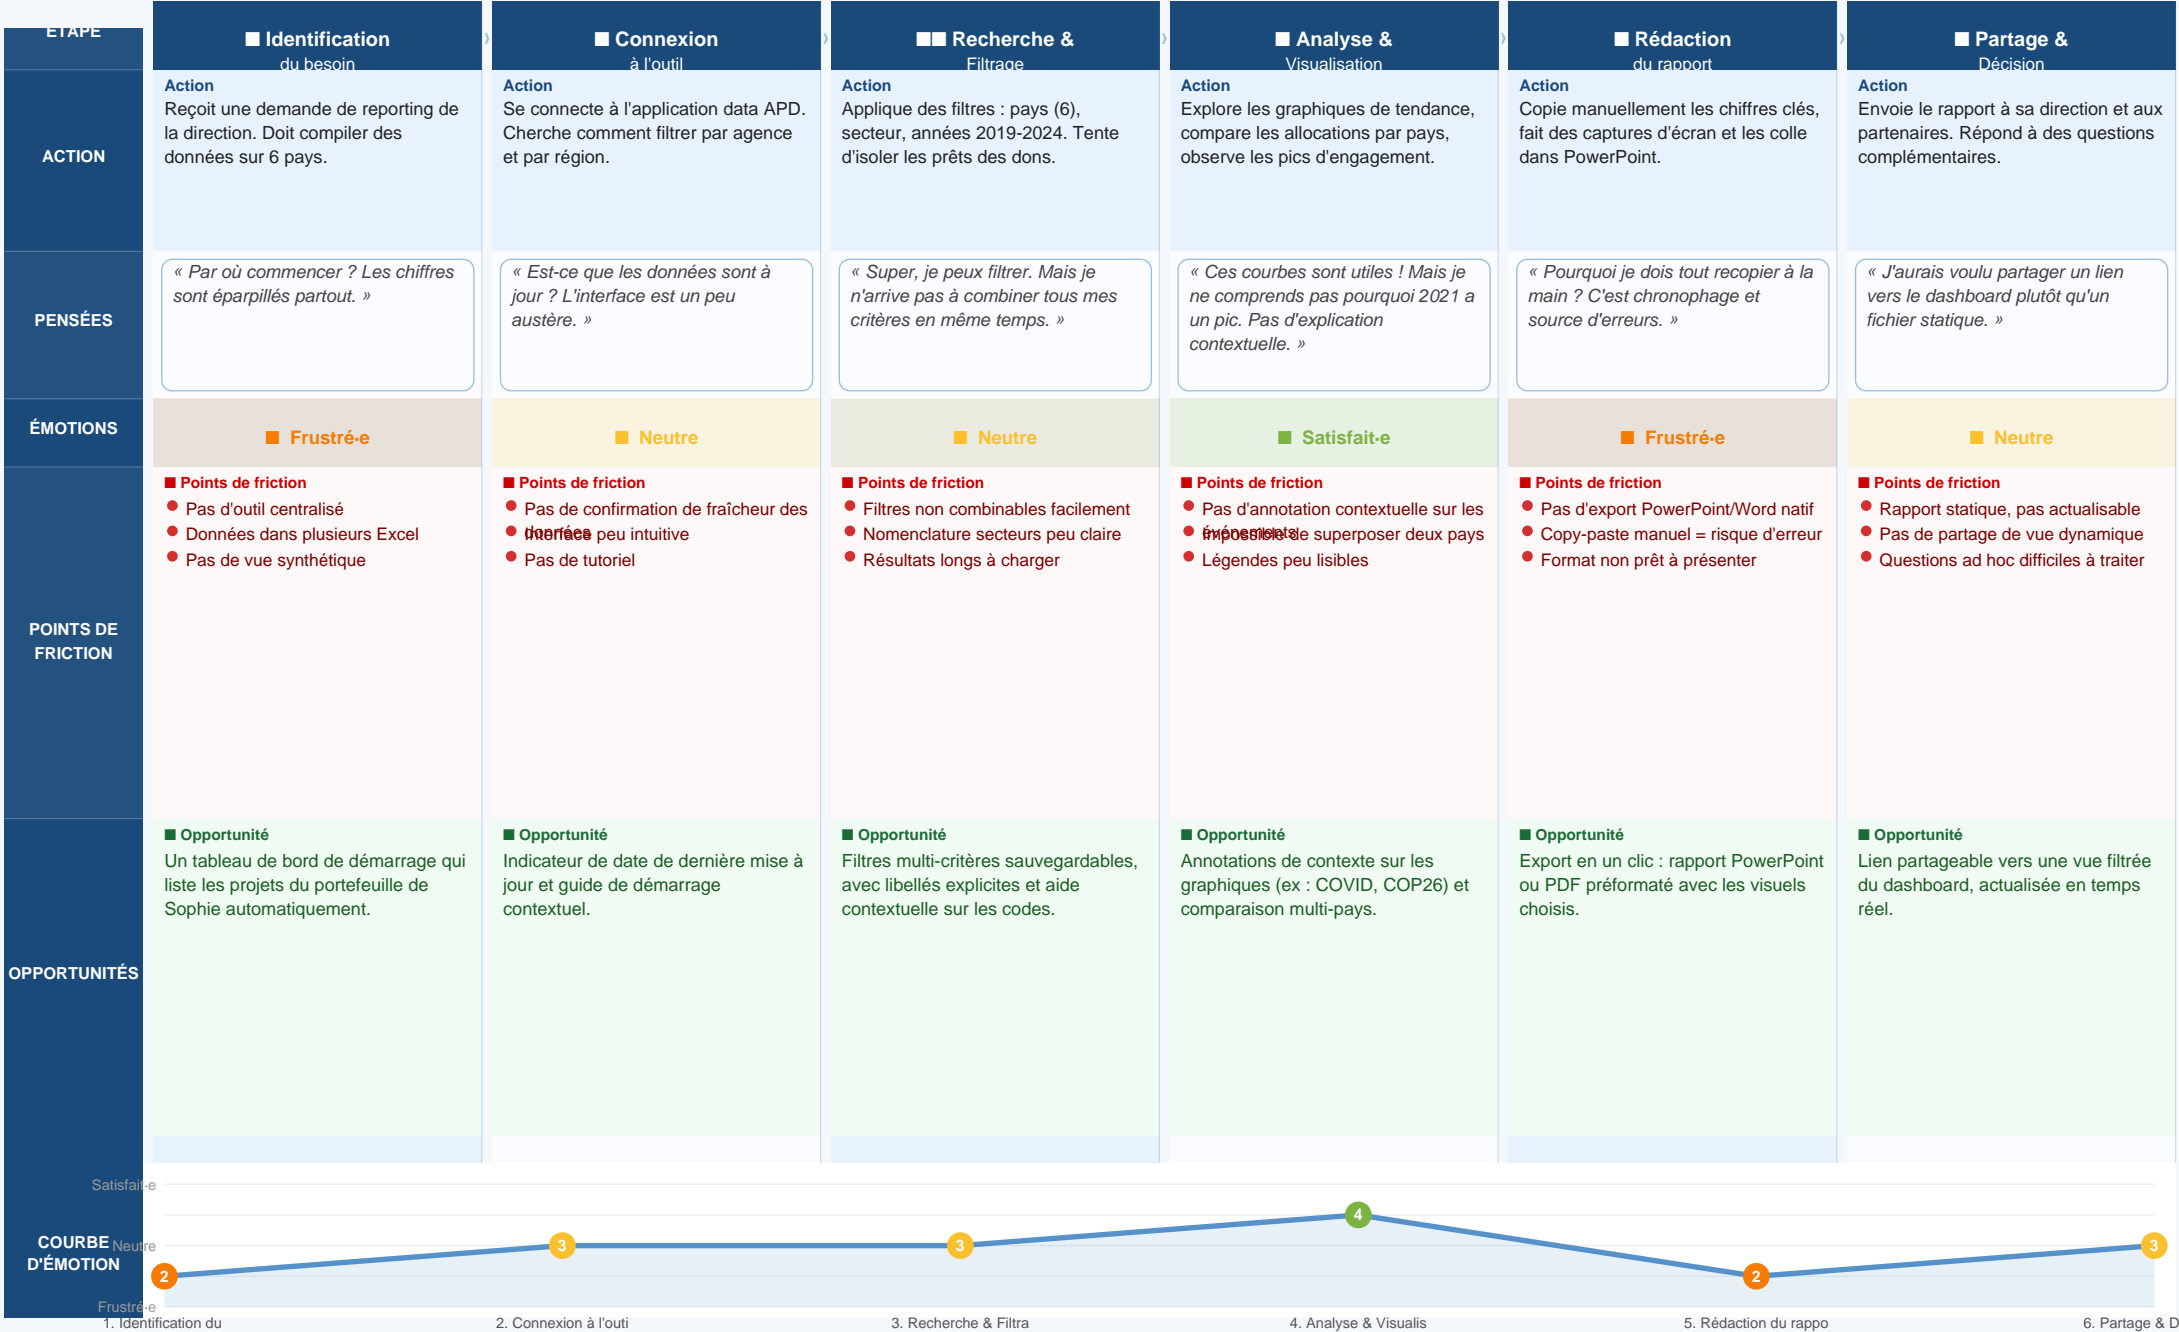 ÉTAPE
Identification
du besoin
›
Connexion
à l'outil
›
Recherche &
Filtrage
›
Analyse &
Visualisation
›
Rédaction
du rapport
›
Partage &
Décision
ACTION
Action
Reçoit une demande de reporting de
la direction. Doit compiler des
données sur 6 pays.
Action
Se connecte à l'application data APD.
Cherche comment filtrer par agence
et par région.
Action
Applique des filtres : pays (6),
secteur, années 2019-2024. Tente
d'isoler les prêts des dons.
Action
Explore les graphiques de tendance,
compare les allocations par pays,
observe les pics d'engagement.
Action
Copie manuellement les chiffres clés,
fait des captures d'écran et les colle
dans PowerPoint.
Action
Envoie le rapport à sa direction et aux
partenaires. Répond à des questions
complémentaires.
PENSÉES
« Par où commencer ? Les chiffres
sont éparpillés partout. »
« Est-ce que les données sont à
jour ? L'interface est un peu
austère. »
« Super, je peux filtrer. Mais je
n'arrive pas à combiner tous mes
critères en même temps. »
« Ces courbes sont utiles ! Mais je
ne comprends pas pourquoi 2021 a
un pic. Pas d'explication
contextuelle. »
« Pourquoi je dois tout recopier à la
main ? C'est chronophage et
source d'erreurs. »
« J'aurais voulu partager un lien
vers le dashboard plutôt qu'un
fichier statique. »
ÉMOTIONS
Frustré·e
Neutre
Neutre
Satisfait·e
Frustré·e
Neutre
POINTS DE
FRICTION
Points de friction
Pas d'outil centralisé
Données dans plusieurs Excel
Pas de vue synthétique
Points de friction
Pas de confirmation de fraîcheur des
données
Interface peu intuitive
Pas de tutoriel
Points de friction
Filtres non combinables facilement
Nomenclature secteurs peu claire
Résultats longs à charger
Points de friction
Pas d'annotation contextuelle sur les
événements
Impossible de superposer deux pays
Légendes peu lisibles
Points de friction
Pas d'export PowerPoint/Word natif
Copy-paste manuel = risque d'erreur
Format non prêt à présenter
Points de friction
Rapport statique, pas actualisable
Pas de partage de vue dynamique
Questions ad hoc difficiles à traiter
OPPORTUNITÉS
Opportunité
Un tableau de bord de démarrage qui
liste les projets du portefeuille de
Sophie automatiquement.
Opportunité
Indicateur de date de dernière mise à
jour et guide de démarrage
contextuel.
Opportunité
Filtres multi-critères sauvegardables,
avec libellés explicites et aide
contextuelle sur les codes.
Opportunité
Annotations de contexte sur les
graphiques (ex : COVID, COP26) et
comparaison multi-pays.
Opportunité
Export en un clic : rapport PowerPoint
ou PDF préformaté avec les visuels
choisis.
Opportunité
Lien partageable vers une vue filtrée
du dashboard, actualisée en temps
réel.
COURBE
D'ÉMOTION
Satisfait·e
Neutre
Frustré·e
2
3
3
4
2
3
1. Identification du
2. Connexion à l'outi
3. Recherche & Filtra
4. Analyse & Visualis
5. Rédaction du rappo
6. Partage & D